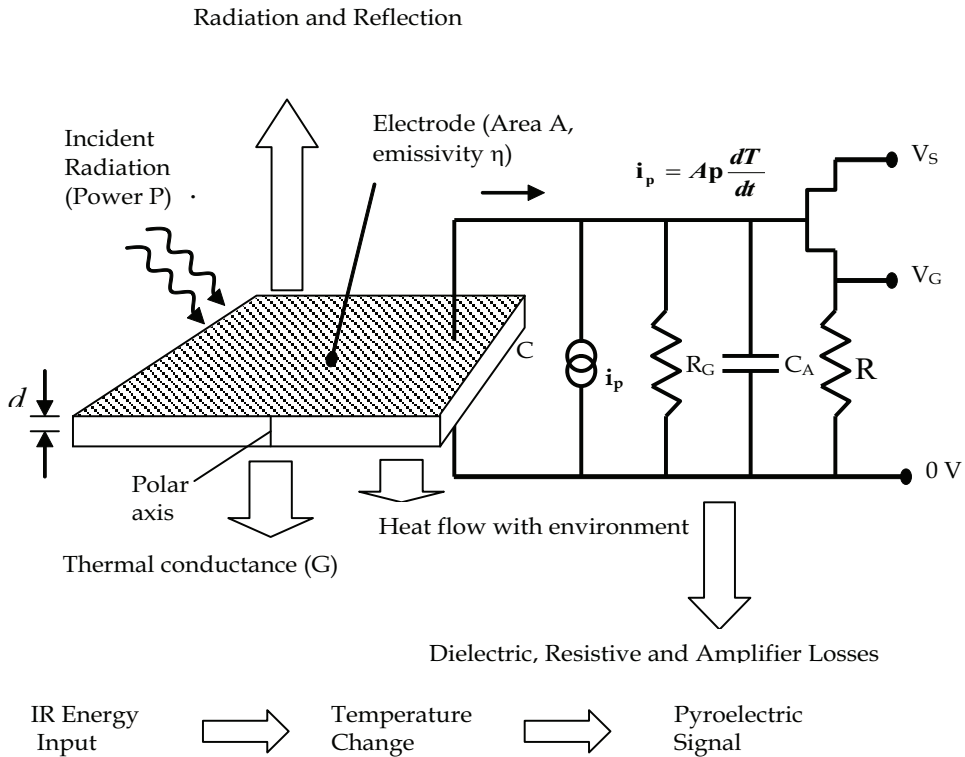 Radiation and Reflection
Incident
Radiation
(Power P) .
Electrode (Area A,
emissivity η)
i_p = Ap dT/dt
V_S
V_G
d
C
i_p
R_G
C_A
R
0 V
Polar
axis
Heat flow with environment
Thermal conductance (G)
Dielectric, Resistive and Amplifier Losses
IR Energy
Input
Temperature
Change
Pyroelectric
Signal